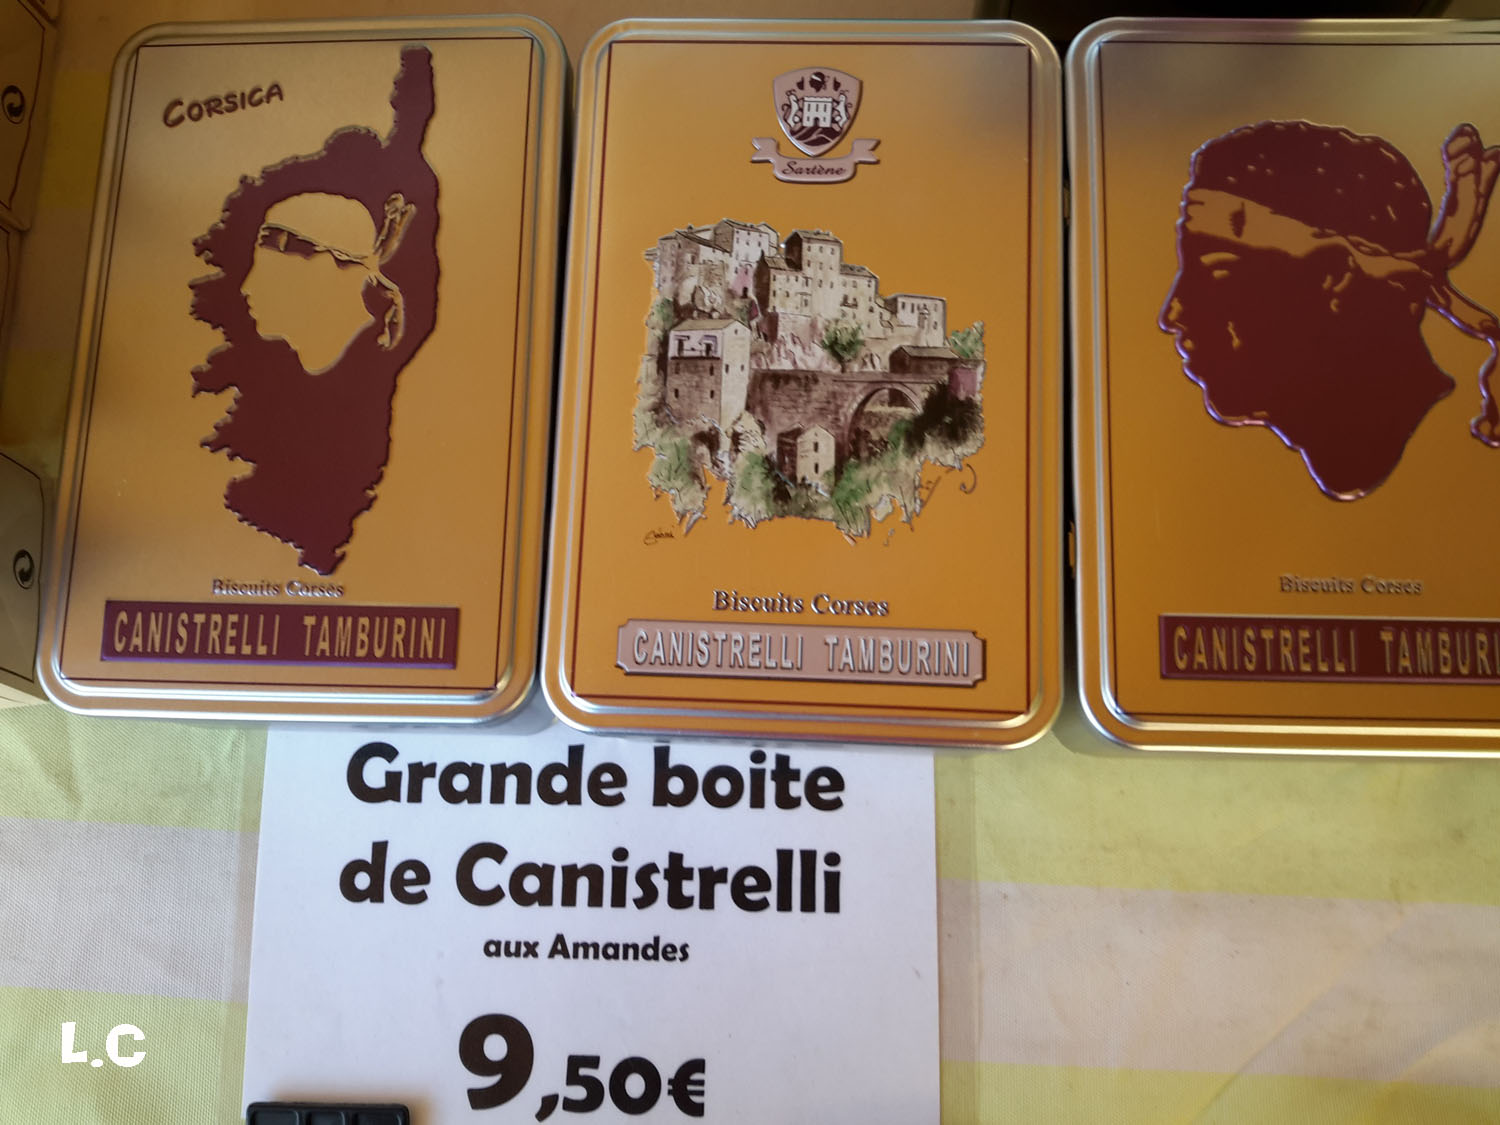 CORSICA
Biscuits Corses
CANISTRELLI TAMBURINI
Sartène
Biscuits Corses
CANISTRELLI TAMBURINI
Biscuits Corses
CANISTRELLI TAMBURI
Grande boite
de Canistrelli
aux Amandes
9,50€
L.C